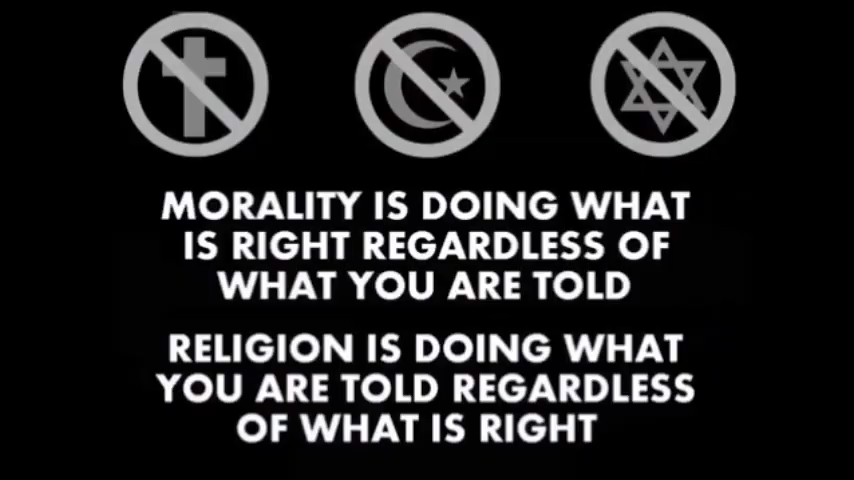 MORALITY IS DOING WHAT
IS RIGHT REGARDLESS OF
WHAT YOU ARE TOLD
RELIGION IS DOING WHAT
YOU ARE TOLD REGARDLESS
OF WHAT IS RIGHT